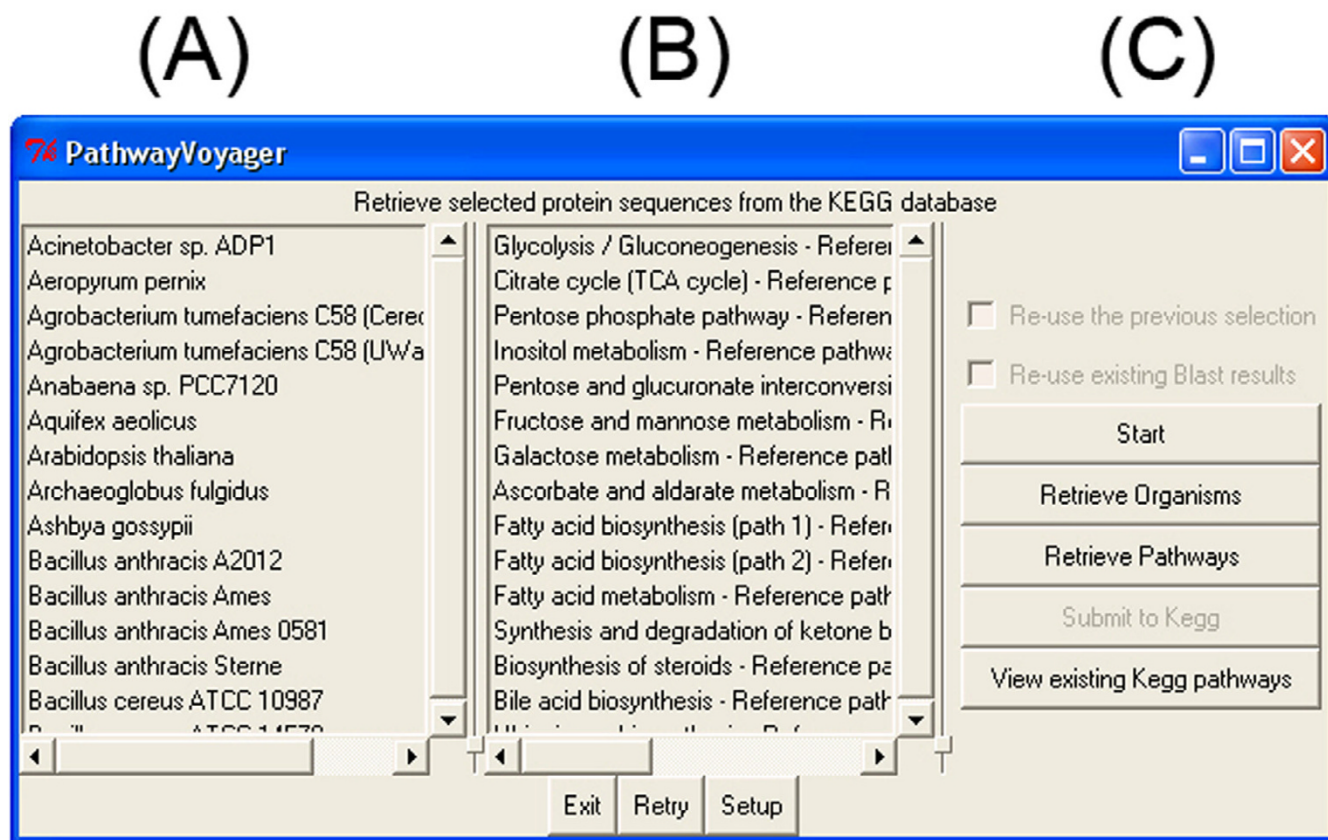 (A) (B) (C)
PathwayVoyager
Retrieve selected protein sequences from the KEGG database
Acinetobacter sp. ADP1
Aeropyrum pernix
Agrobacterium tumefaciens C58 (Cereo
Agrobacterium tumefaciens C58 (UWa
Anabaena sp. PCC7120
Aquifex aeolicus
Arabidopsis thaliana
Archaeoglobus fulgidus
Ashbya gossypii
Bacillus anthracis A2012
Bacillus anthracis Ames
Bacillus anthracis Ames 0581
Bacillus anthracis Sterne
Bacillus cereus ATCC 10987
Glycolysis / Gluconeogenesis - Referen
Citrate cycle (TCA cycle) - Reference p
Pentose phosphate pathway - Referen
Inositol metabolism - Reference pathwa
Pentose and glucuronate interconversi
Fructose and mannose metabolism - Re
Galactose metabolism - Reference path
Ascorbate and aldarate metabolism - R
Fatty acid biosynthesis (path 1) - Refere
Fatty acid biosynthesis (path 2) - Refere
Fatty acid metabolism - Reference path
Synthesis and degradation of ketone b
Biosynthesis of steroids - Reference pa
Bile acid biosynthesis - Reference path
Re-use the previous selection
Re-use existing Blast results
Start
Retrieve Organisms
Retrieve Pathways
Submit to Kegg
View existing Kegg pathways
Exit Retry Setup